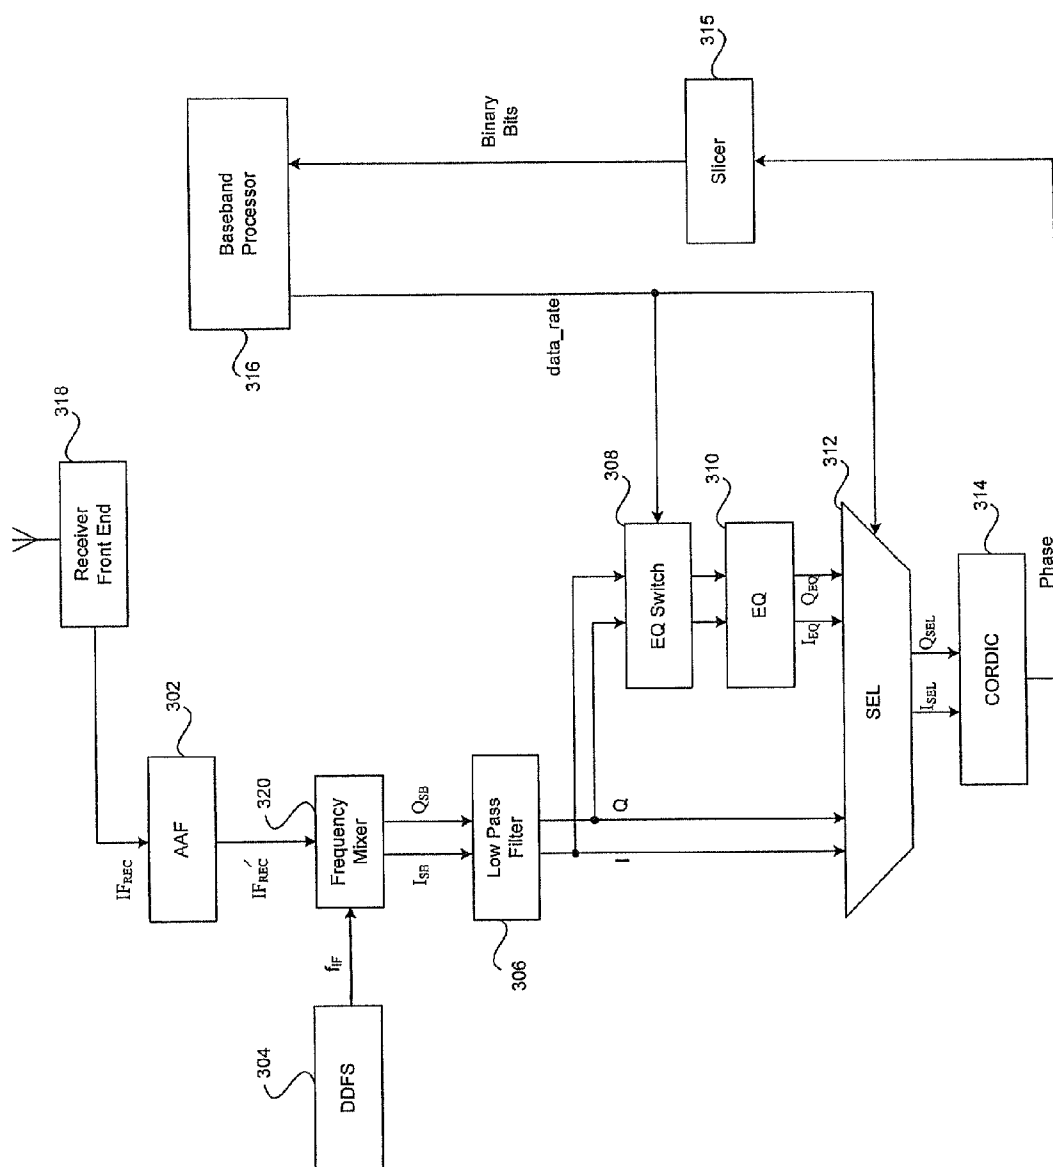 Receiver
Front End
318
IFREC
AAF
302
IFREC′
DDFS
304
fIF
Frequency
Mixer
320
ISB
QSB
Low Pass
Filter
306
I
Q
EQ Switch
308
EQ
310
IEQ
QEQ
SEL
312
ISEL
QSEL
CORDIC
314
Phase
Slicer
315
Binary
Bits
Baseband
Processor
316
data_rate